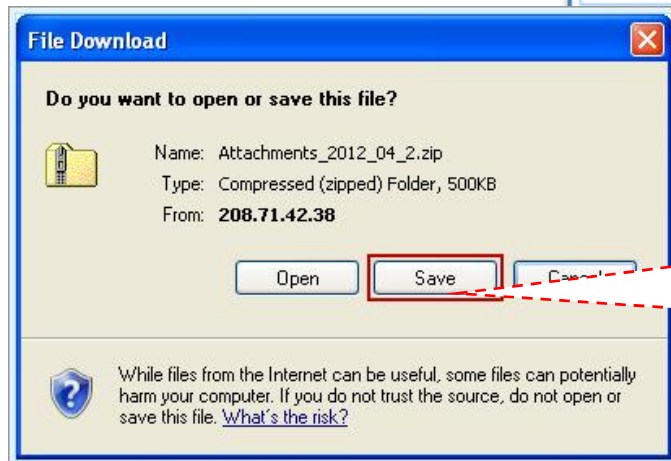 File Download
Do you want to open or save this file?
Name: Attachments_2012_04_2.zip
Type: Compressed (zipped) Folder, 500KB
From: 208.71.42.38
Open Save
While files from the Internet can be useful, some files can potentially
harm your computer. If you do not trust the source, do not open or
save this file. What's the risk?